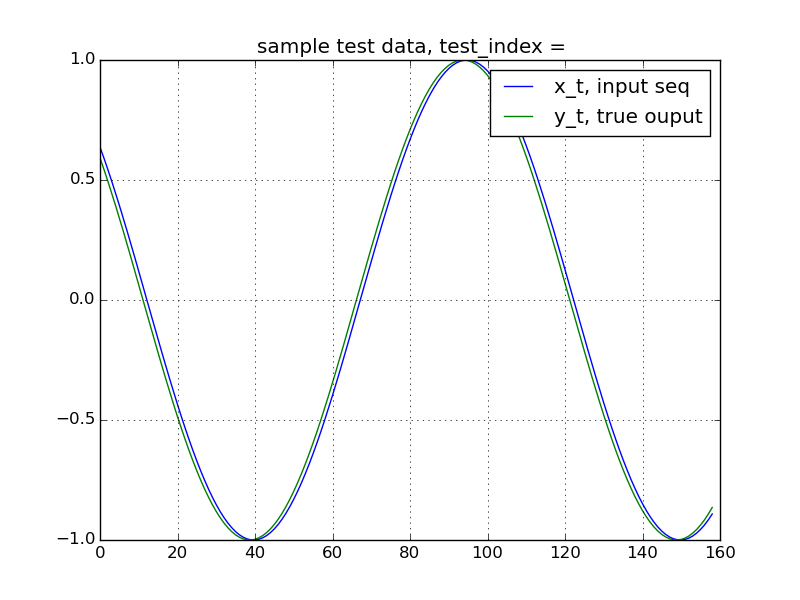 sample test data, test_index =
x_t, input seq
y_t, true ouput
1.0
0.5
0.0
−0.5
−1.0
0 20 40 60 80 100 120 140 160